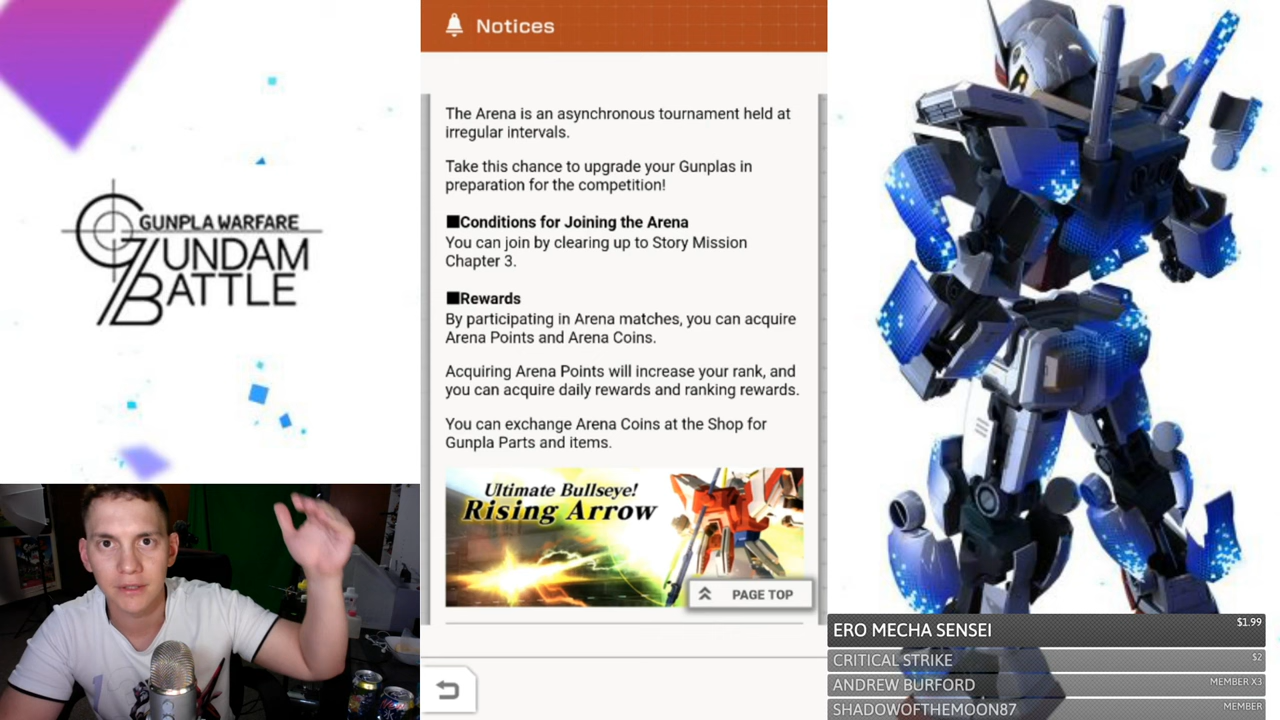 GUNPLA WARFARE
GUNDAM
BATTLE
Notices
The Arena is an asynchronous tournament held at
irregular intervals.
Take this chance to upgrade your Gunplas in
preparation for the competition!
■Conditions for Joining the Arena
You can join by clearing up to Story Mission
Chapter 3.
■Rewards
By participating in Arena matches, you can acquire
Arena Points and Arena Coins.
Acquiring Arena Points will increase your rank, and
you can acquire daily rewards and ranking rewards.
You can exchange Arena Coins at the Shop for
Gunpla Parts and items.
Ultimate Bullseye!
Rising Arrow
PAGE TOP
ERO MECHA SENSEI $1.99
CRITICAL STRIKE $2
ANDREW BURFORD MEMBER X3
SHADOWOFTHEMOON87 MEMBER